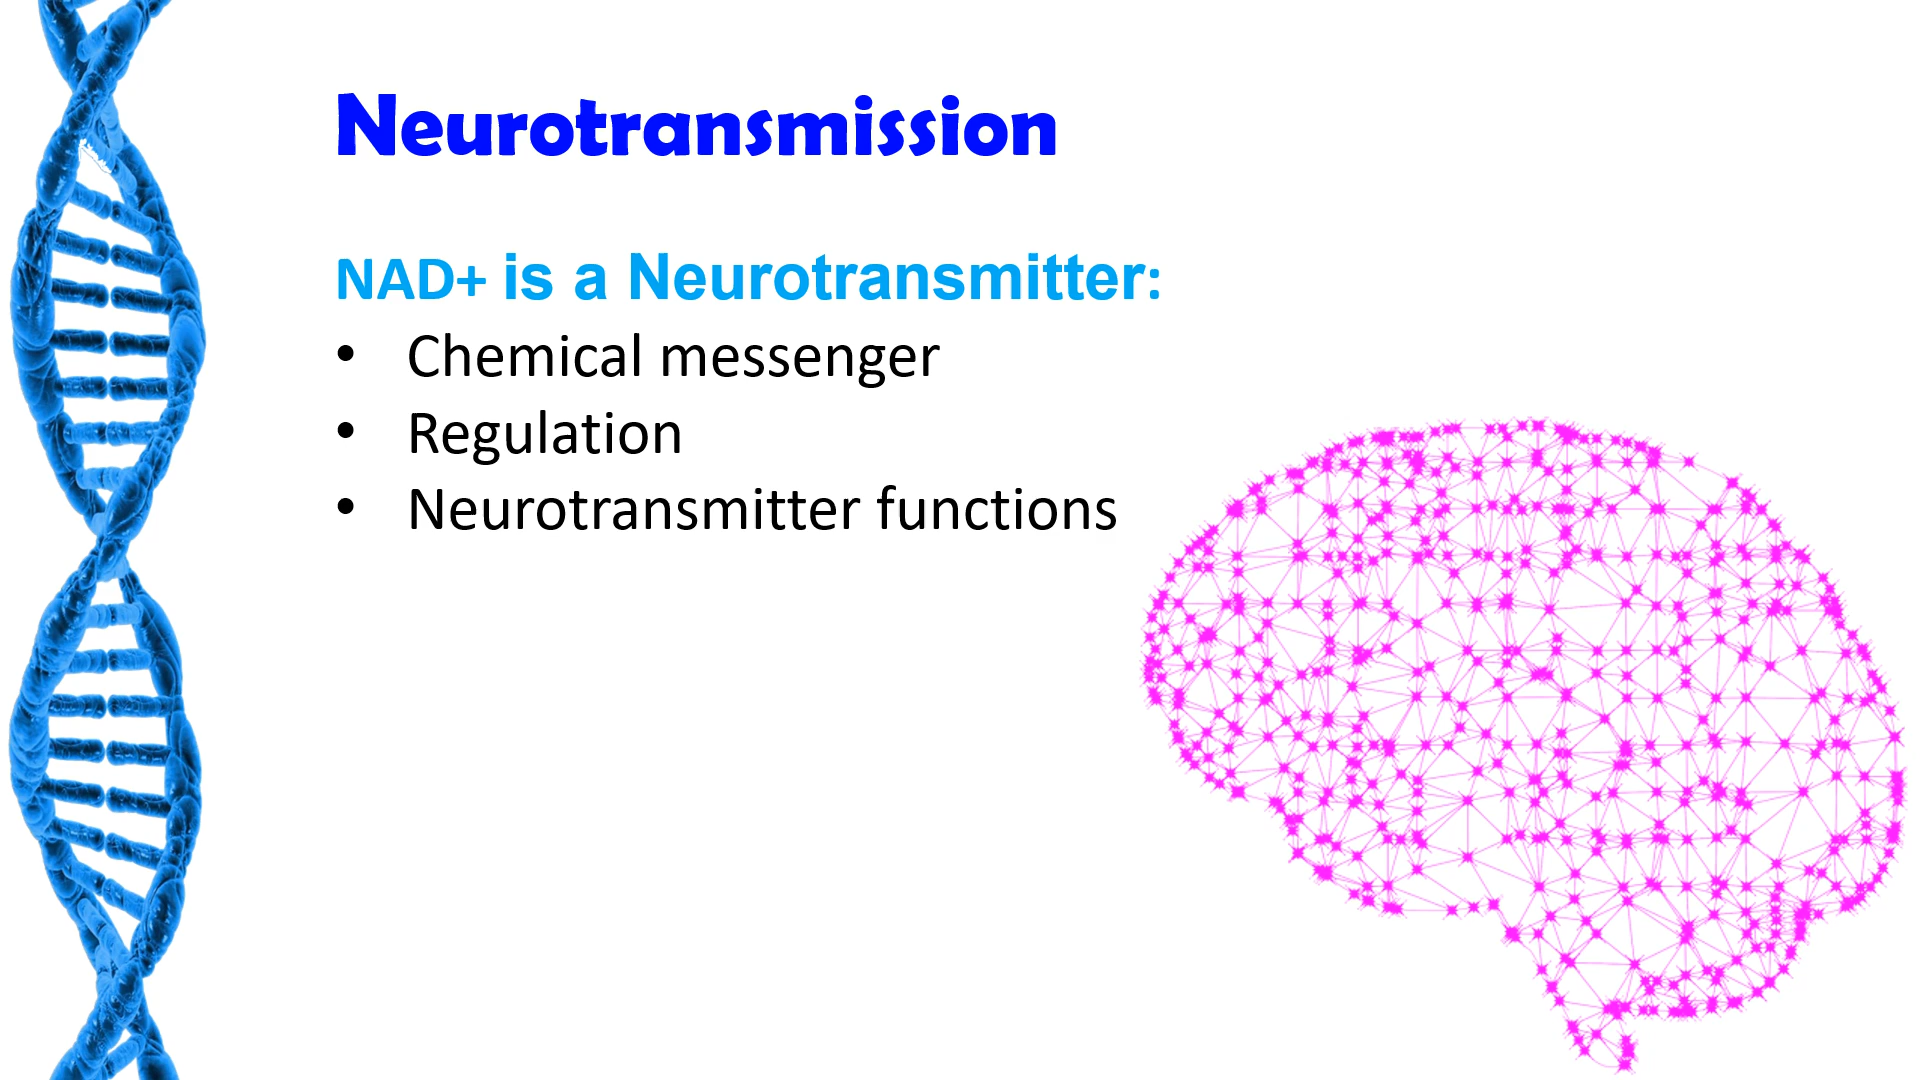 Neurotransmission
NAD+ is a Neurotransmitter:
• Chemical messenger
• Regulation
• Neurotransmitter functions